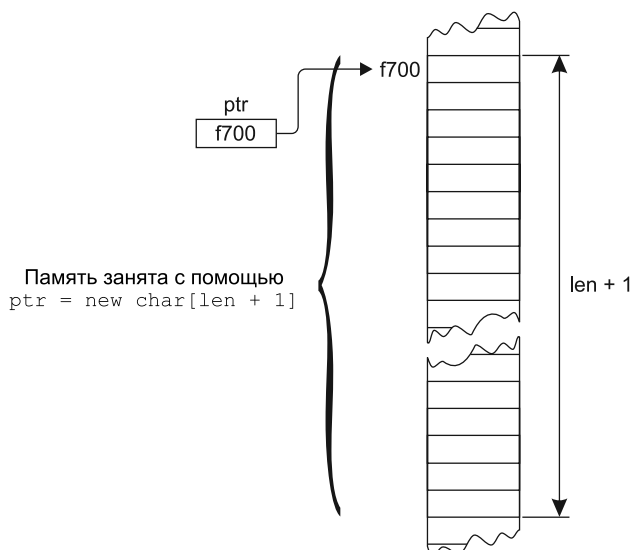 f700
ptr
f700
Память занята с помощью
ptr = new char[len + 1]
len + 1